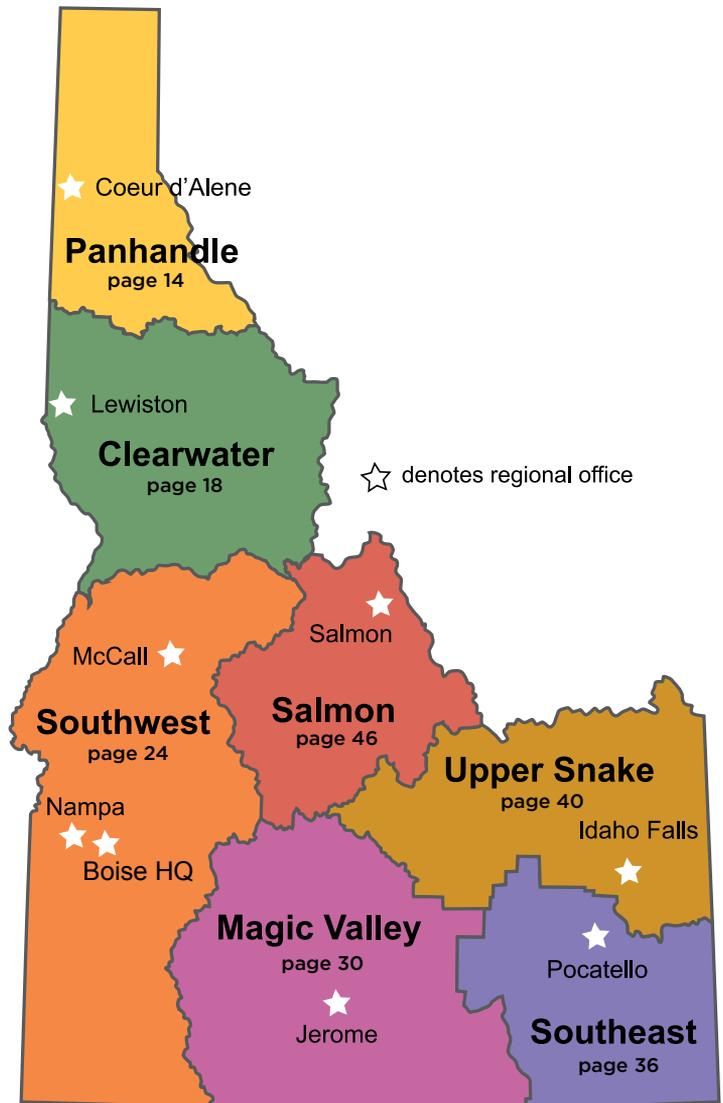 Coeur d’Alene
Panhandle
page 14
Lewiston
Clearwater
page 18
denotes regional office
Salmon
McCall
Salmon
page 46
Southwest
page 24
Upper Snake
page 40
Nampa
Idaho Falls
Boise HQ
Magic Valley
page 30
Pocatello
Jerome
Southeast
page 36